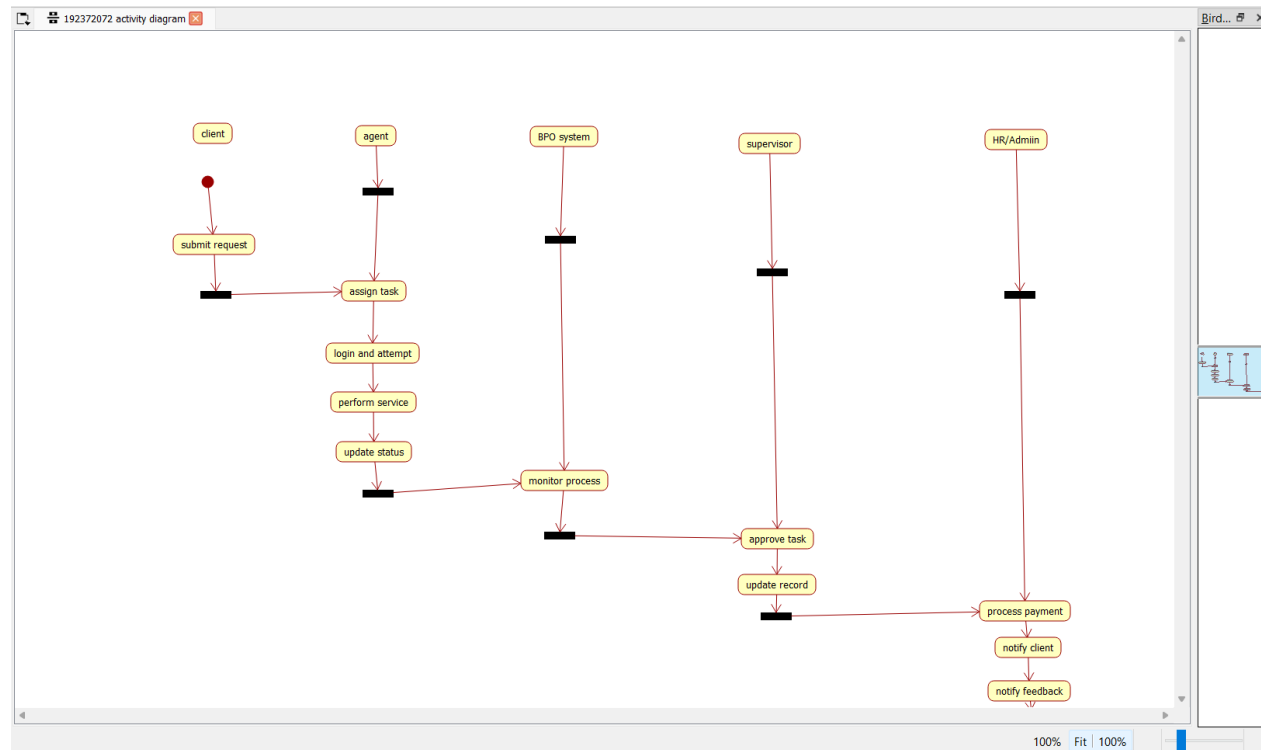 192372072 activity diagram
Bird...
client
agent
BPO system
supervisor
HR/Admiin
submit request
assign task
login and attempt
perform service
update status
monitor process
approve task
update record
process payment
notify client
notify feedback
100% Fit 100%